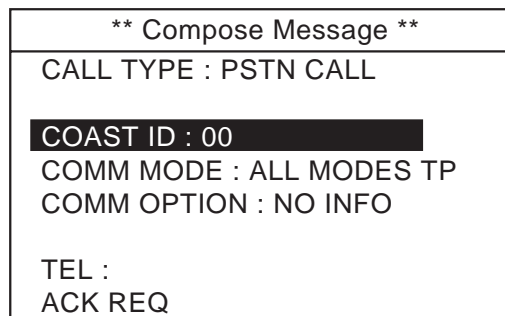 ** Compose Message **
CALL TYPE : PSTN CALL
COAST ID : 00
COMM MODE : ALL MODES TP
COMM OPTION : NO INFO
TEL :
ACK REQ